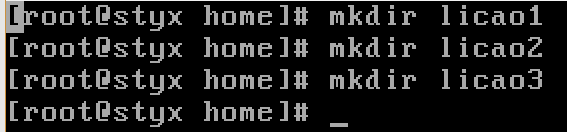 [root@styx home]# mkdir licao1
[root@styx home]# mkdir licao2
[root@styx home]# mkdir licao3
[root@styx home]# _